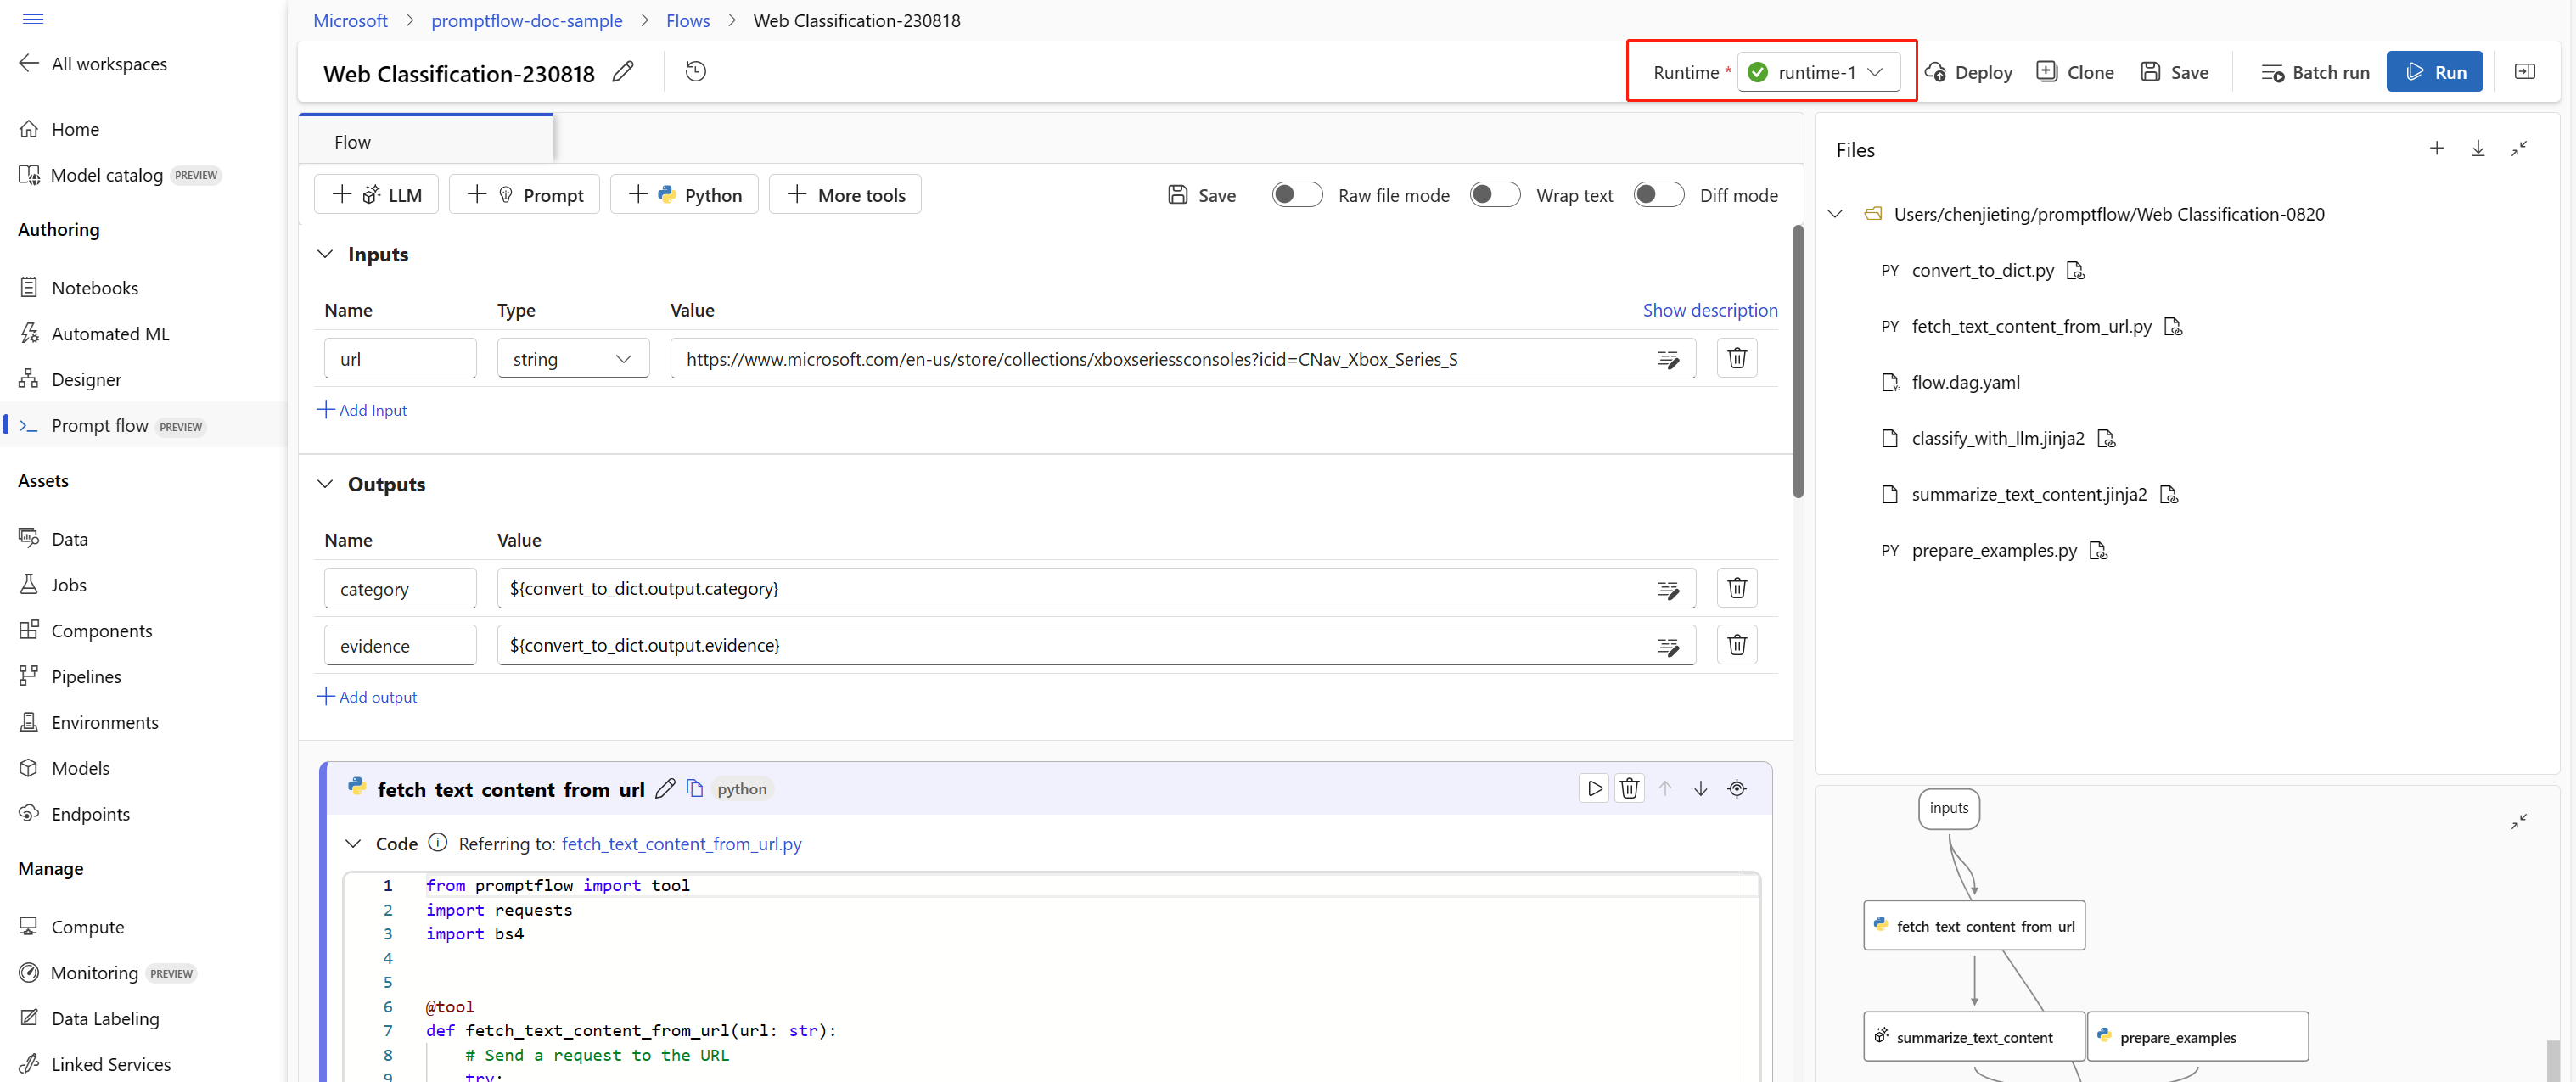 Microsoft > promptflow-doc-sample > Flows > Web Classification-230818
All workspaces
Home
Model catalog PREVIEW
Authoring
Notebooks
Automated ML
Designer
Prompt flow PREVIEW
Assets
Data
Jobs
Components
Pipelines
Environments
Models
Endpoints
Manage
Compute
Monitoring PREVIEW
Data Labeling
Linked Services
Web Classification-230818
Runtime * runtime-1
Deploy Clone Save Batch run Run
Flow
LLM Prompt Python More tools Save Raw file mode Wrap text Diff mode
Inputs
Name Type Value Show description
url string https://www.microsoft.com/en-us/store/collections/xboxseriessconsoles?icid=CNav_Xbox_Series_S
Add Input
Outputs
Name Value
category ${convert_to_dict.output.category}
evidence ${convert_to_dict.output.evidence}
Add output
fetch_text_content_from_url python
Code Referring to: fetch_text_content_from_url.py
1 from promptflow import tool
2 import requests
3 import bs4
4
5
6 @tool
7 def fetch_text_content_from_url(url: str):
8 # Send a request to the URL
9 try:
Files
Users/chenjieting/promptflow/Web Classification-0820
PY convert_to_dict.py
PY fetch_text_content_from_url.py
flow.dag.yaml
classify_with_llm.jinja2
summarize_text_content.jinja2
PY prepare_examples.py
inputs
fetch_text_content_from_url
summarize_text_content prepare_examples